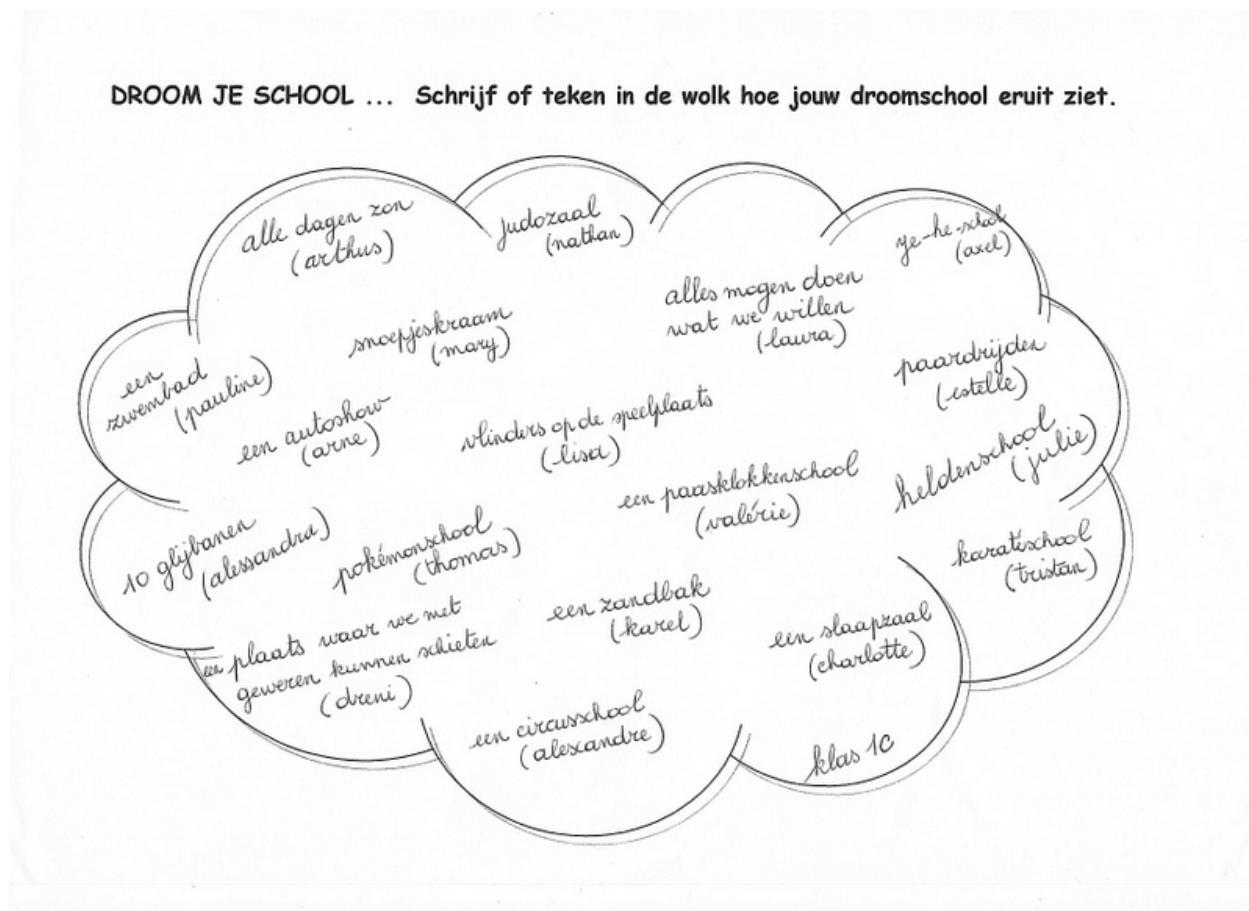 DROOM JE SCHOOL ... Schrijf of teken in de wolk hoe jouw droomschool eruit ziet.
alle dagen zon
(arthus)
judozaal
(nathan)
ye-he-school
(axel)
alles mogen doen
wat we willen
(laura)
snoepjeskraam
(mary)
een
zwembad
(pauline)
paardrijden
(estelle)
een autoshow
(arne)
vlinders op de speelplaats
(lisa)
heldenschool
(julie)
een paasklokkenschool
(valérie)
10 glijbanen
(alessandra)
pokémonschool
(thomas)
karateschool
(tristan)
een zandbak
(karel)
een slaapzaal
(charlotte)
een plaats waar we met
geweren kunnen schieten
(dreni)
een circusschool
(alexandre)
klas 1C